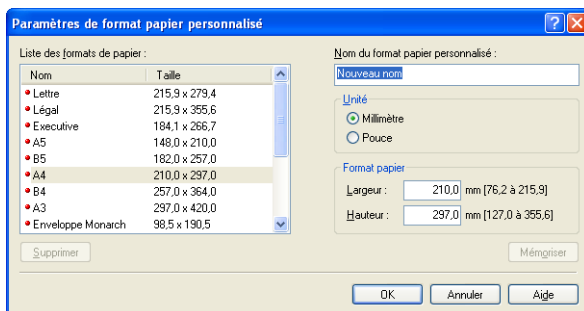 Paramètres de format papier personnalisé
Liste des formats de papier :
Nom Taille
Lettre 215,9 x 279,4
Légal 215,9 x 355,6
Executive 184,1 x 266,7
A5 148,0 x 210,0
B5 182,0 x 257,0
A4 210,0 x 297,0
B4 257,0 x 364,0
A3 297,0 x 420,0
Enveloppe Monarch 98,5 x 190,5
Supprimer
Nom du format papier personnalisé :
Nouveau nom
Unité
Millimètre
Pouce
Format papier
Largeur : 210,0 mm [76,2 à 215,9]
Hauteur : 297,0 mm [127,0 à 355,6]
Mémoriser
OK Annuler Aide